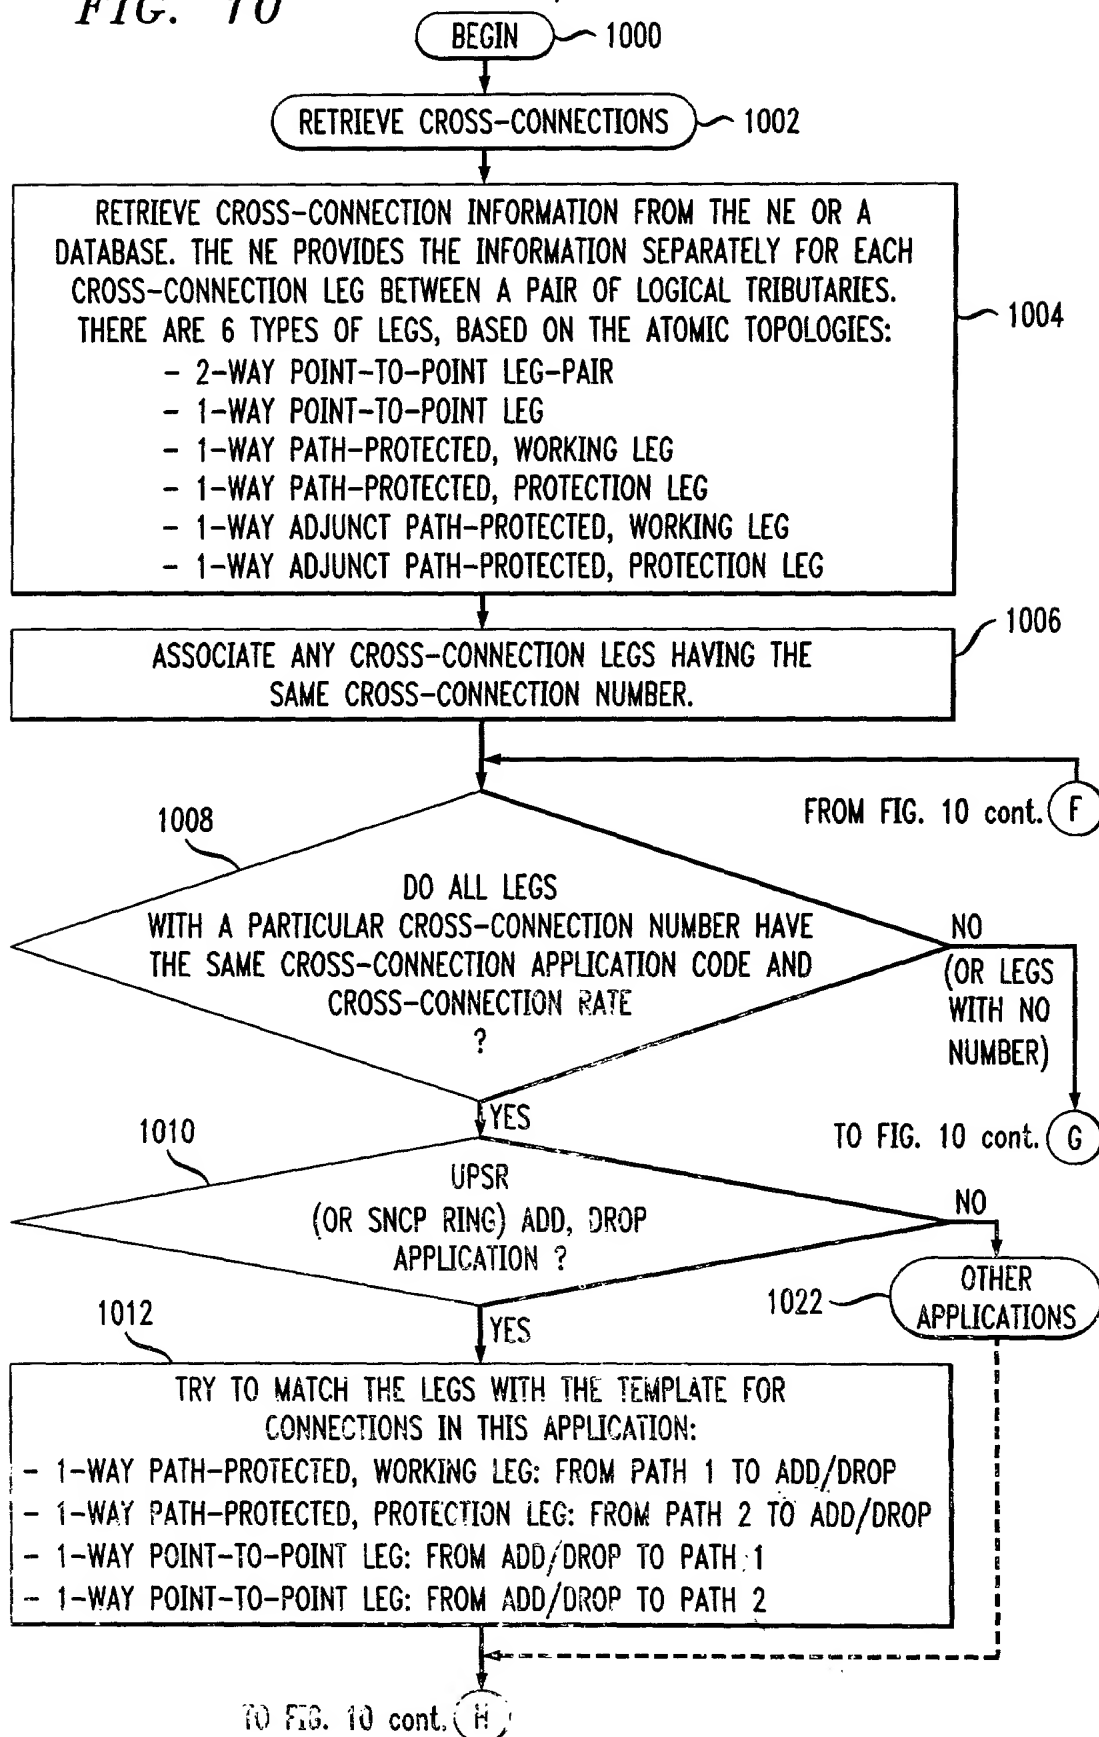 FIG. 10
BEGIN
1000
RETRIEVE CROSS-CONNECTIONS
1002
RETRIEVE CROSS-CONNECTION INFORMATION FROM THE NE OR A
DATABASE. THE NE PROVIDES THE INFORMATION SEPARATELY FOR EACH
CROSS-CONNECTION LEG BETWEEN A PAIR OF LOGICAL TRIBUTARIES.
THERE ARE 6 TYPES OF LEGS, BASED ON THE ATOMIC TOPOLOGIES:
- 2-WAY POINT-TO-POINT LEG-PAIR
- 1-WAY POINT-TO-POINT LEG
- 1-WAY PATH-PROTECTED, WORKING LEG
- 1-WAY PATH-PROTECTED, PROTECTION LEG
- 1-WAY ADJUNCT PATH-PROTECTED, WORKING LEG
- 1-WAY ADJUNCT PATH-PROTECTED, PROTECTION LEG
1004
ASSOCIATE ANY CROSS-CONNECTION LEGS HAVING THE
SAME CROSS-CONNECTION NUMBER.
1006
FROM FIG. 10 cont.
F
1008
DO ALL LEGS
WITH A PARTICULAR CROSS-CONNECTION NUMBER HAVE
THE SAME CROSS-CONNECTION APPLICATION CODE AND
CROSS-CONNECTION RATE
?
NO
(OR LEGS
WITH NO
NUMBER)
YES
TO FIG. 10 cont.
G
1010
UPSR
(OR SNCP RING) ADD, DROP
APPLICATION ?
NO
OTHER
APPLICATIONS
1022
YES
1012
TRY TO MATCH THE LEGS WITH THE TEMPLATE FOR
CONNECTIONS IN THIS APPLICATION:
- 1-WAY PATH-PROTECTED, WORKING LEG: FROM PATH 1 TO ADD/DROP
- 1-WAY PATH-PROTECTED, PROTECTION LEG: FROM PATH 2 TO ADD/DROP
- 1-WAY POINT-TO-POINT LEG: FROM ADD/DROP TO PATH 1
- 1-WAY POINT-TO-POINT LEG: FROM ADD/DROP TO PATH 2
TO FIG. 10 cont.
H